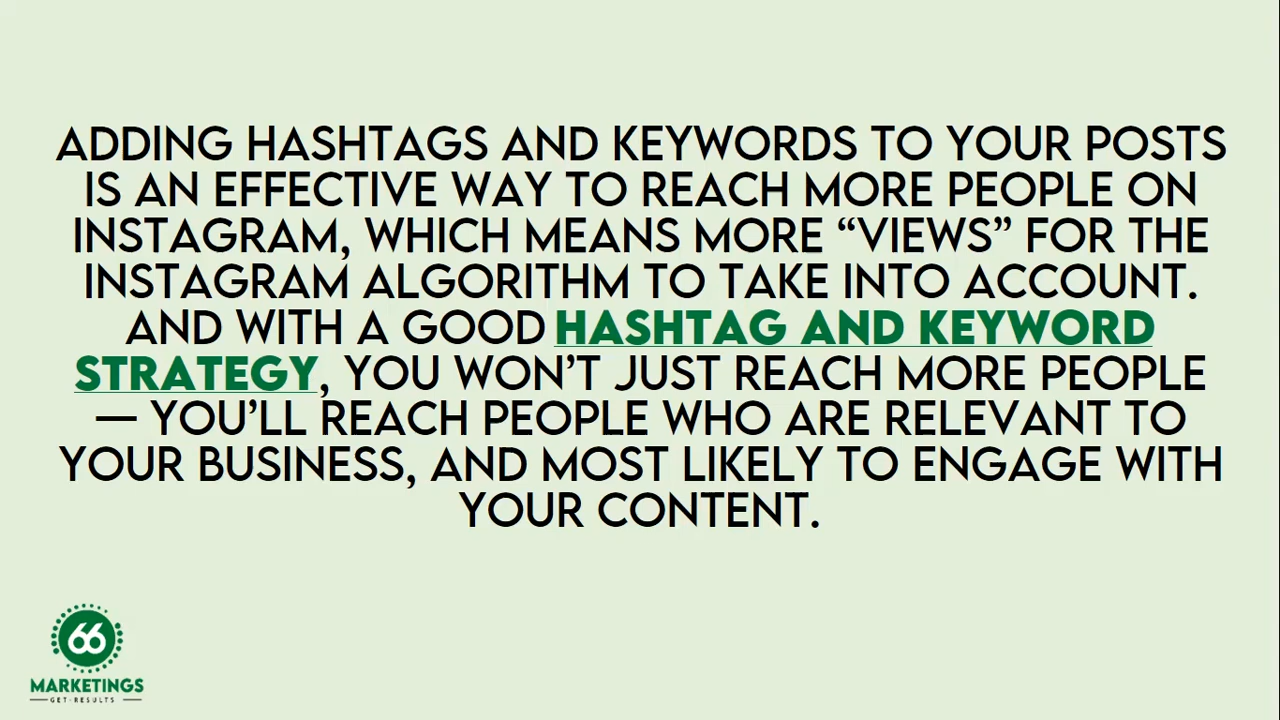 ADDING HASHTAGS AND KEYWORDS TO YOUR POSTS
IS AN EFFECTIVE WAY TO REACH MORE PEOPLE ON
INSTAGRAM, WHICH MEANS MORE “VIEWS” FOR THE
INSTAGRAM ALGORITHM TO TAKE INTO ACCOUNT.
AND WITH A GOOD HASHTAG AND KEYWORD
STRATEGY, YOU WON’T JUST REACH MORE PEOPLE
— YOU’LL REACH PEOPLE WHO ARE RELEVANT TO
YOUR BUSINESS, AND MOST LIKELY TO ENGAGE WITH
YOUR CONTENT.
66
MARKETINGS
GET-RESULTS